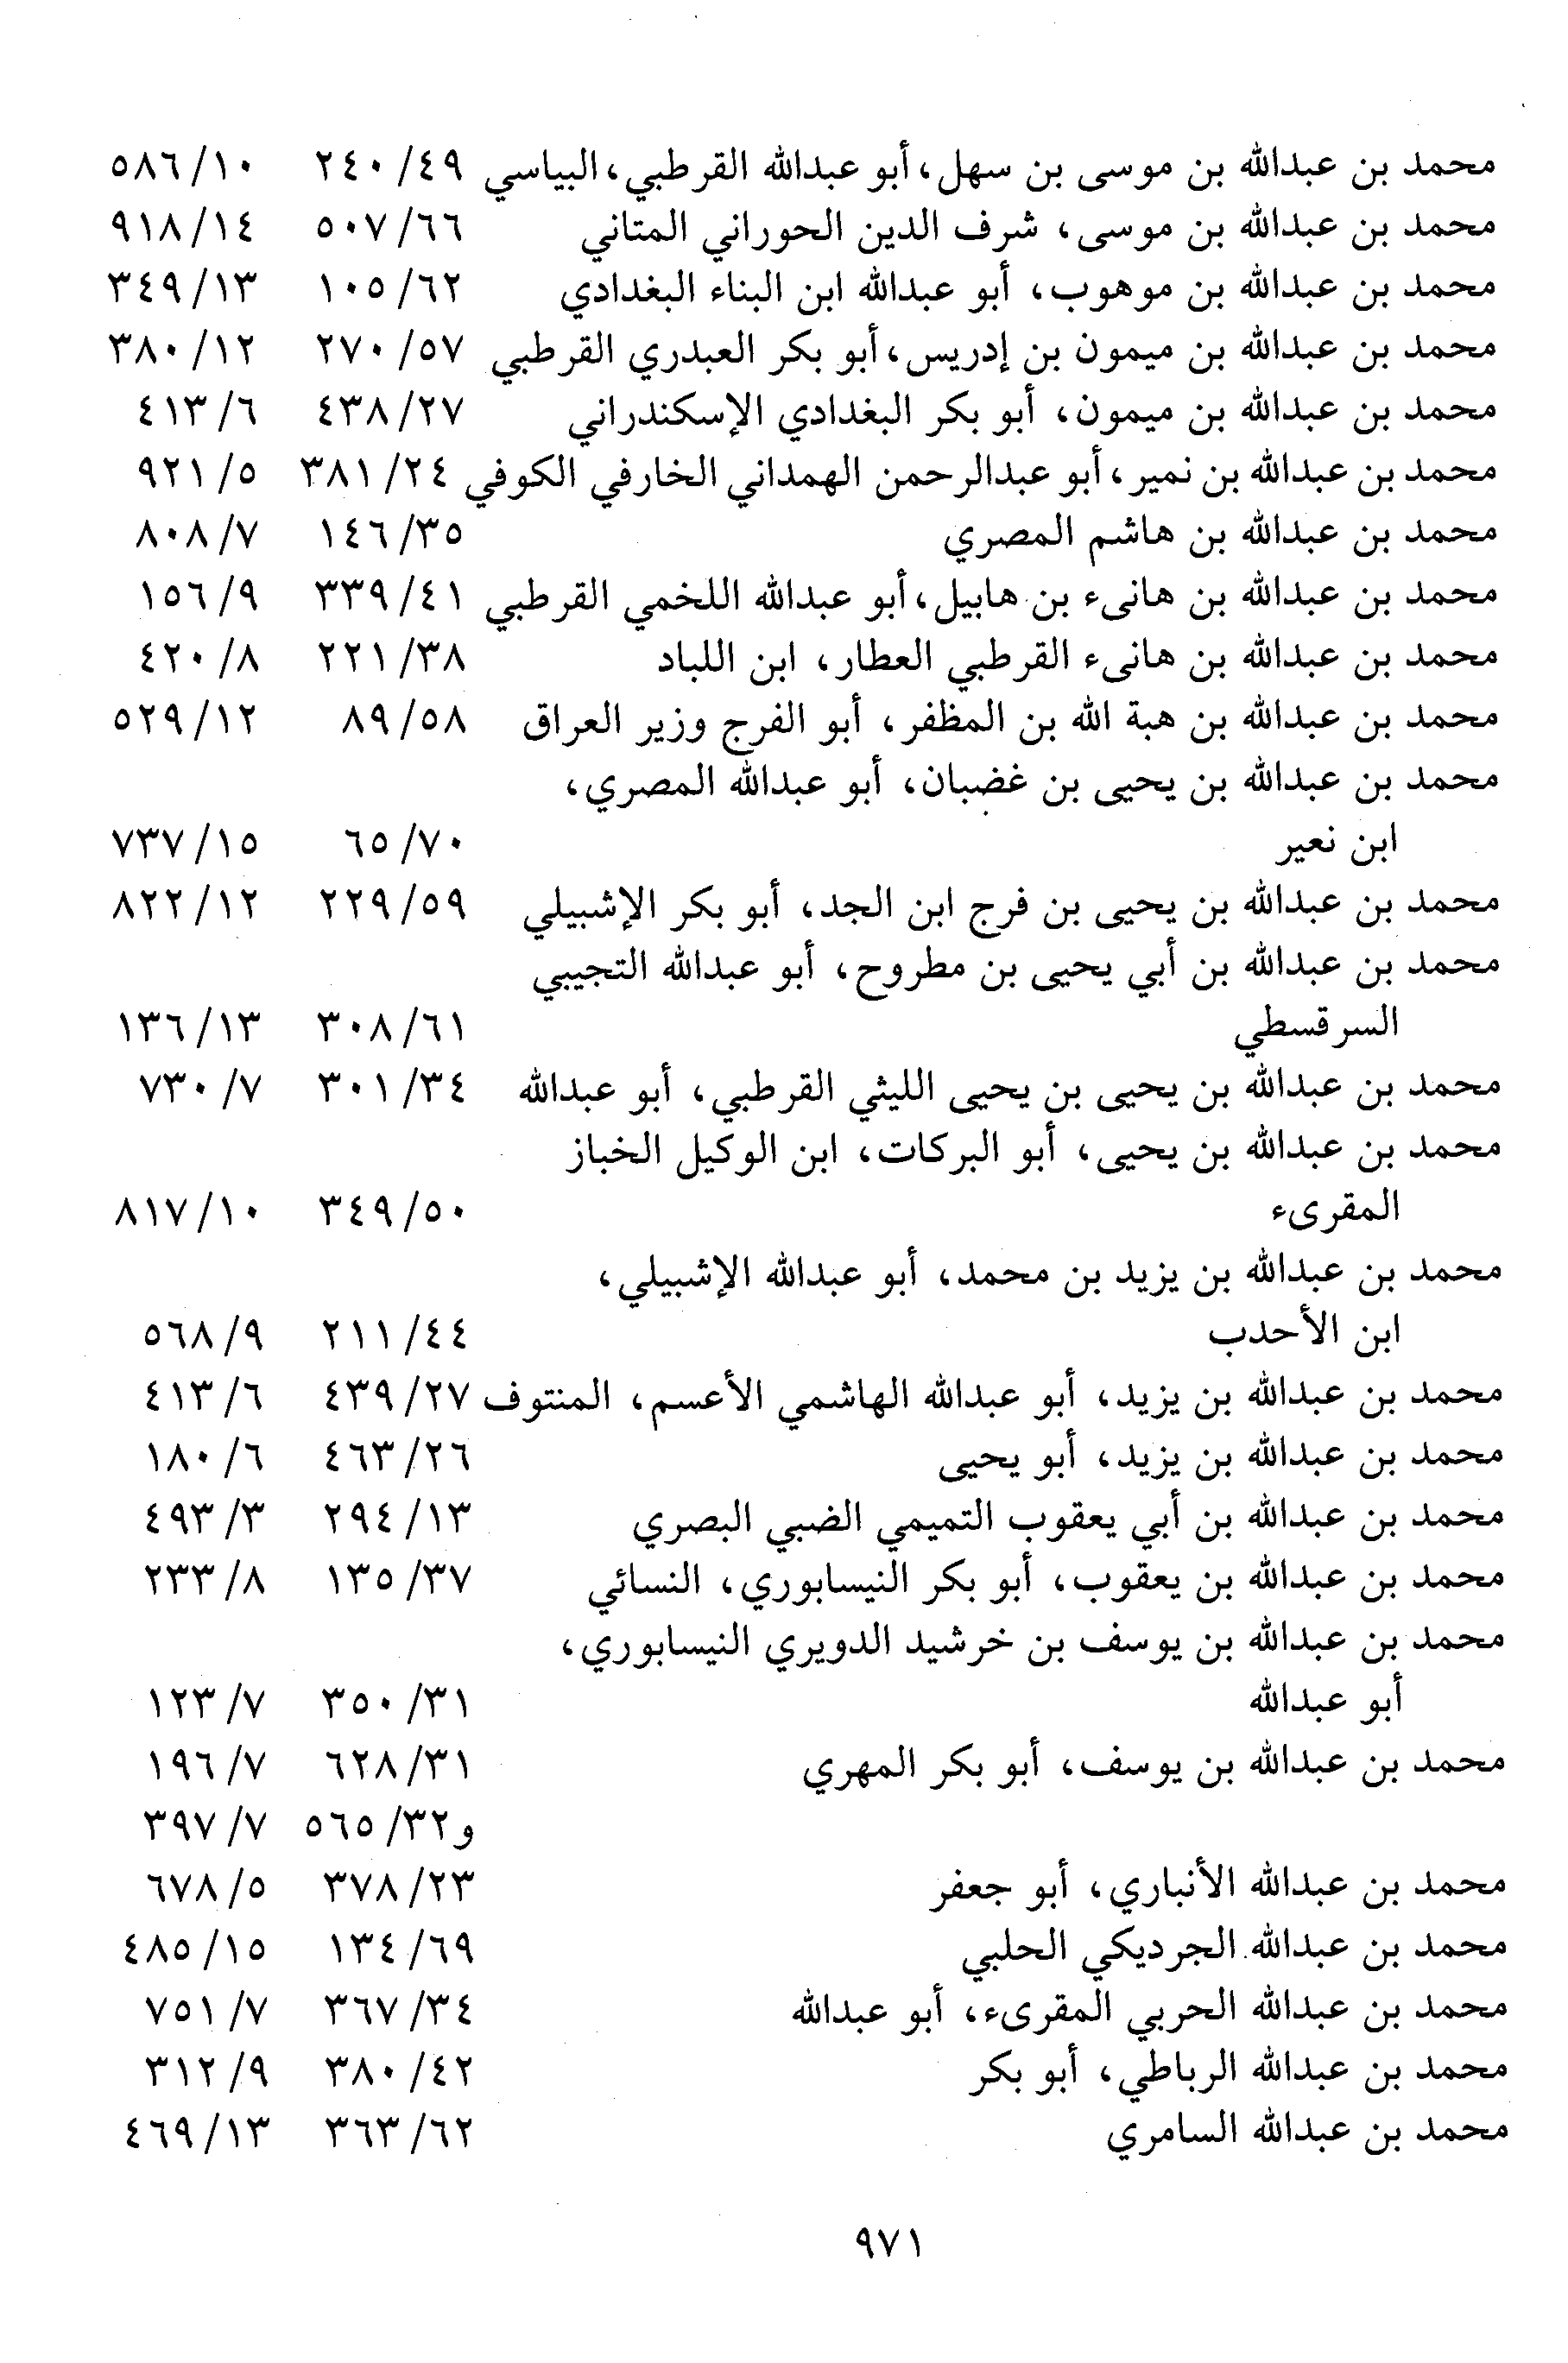 محمد بن عبدالله بن موسى بن سهل، أبو عبدالله القرطبي، البياسي ٤٩/ ٢٤٠ ١٠/ ٥٨٦
محمد بن عبدالله بن موسى، شرف الدين الحوراني المتاني ٦٦/ ٥٠٧ ١٤/ ٩١٨
محمد بن عبدالله بن موهوب، أبو عبدالله ابن البناء البغدادي ٦٢/ ١٠٥ ١٣/ ٣٤٩
محمد بن عبدالله بن ميمون بن إدريس، أبو بكر العبدري القرطبي ٥٧/ ٢٧٠ ١٢/ ٣٨٠
محمد بن عبدالله بن ميمون، أبو بكر البغدادي الإسكندراني ٢٧/ ٤٣٨ ٦/ ٤١٣
محمد بن عبدالله بن نمير، أبو عبدالرحمن الهمداني الخارفي الكوفي ٢٤/ ٣٨١ ٥/ ٩٢١
محمد بن عبدالله بن هاشم المصري ٣٥/ ١٤٦ ٧/ ٨٠٨
محمد بن عبدالله بن هانىء بن هابيل، أبو عبدالله اللخمي القرطبي ٤١/ ٣٣٩ ٩/ ١٥٦
محمد بن عبدالله بن هانىء القرطبي العطار، ابن اللباد ٣٨/ ٢٢١ ٨/ ٤٢٠
محمد بن عبدالله بن هبة الله بن المظفر، أبو الفرج وزير العراق ٥٨/ ٨٩ ١٢/ ٥٢٩
محمد بن عبدالله بن يحيى بن غضبان، أبو عبدالله المصري،
ابن نعير ٧٠/ ٦٥ ١٥/ ٧٣٧
محمد بن عبدالله بن يحيى بن فرج ابن الجد، أبو بكر الإشبيلي ٥٩/ ٢٢٩ ١٢/ ٨٢٢
محمد بن عبدالله بن أبي يحيى بن مطروح، أبو عبدالله التجيبي
السرقسطي ٦١/ ٣٠٨ ١٣/ ١٣٦
محمد بن عبدالله بن يحيى بن يحيى الليثي القرطبي، أبو عبدالله ٣٤/ ٣٠١ ٧/ ٧٣٠
محمد بن عبدالله بن يحيى، أبو البركات، ابن الوكيل الخباز
المقرىء ٥٠/ ٣٤٩ ١٠/ ٨١٧
محمد بن عبدالله بن يزيد بن محمد، أبو عبدالله الإشبيلي،
ابن الأحدب ٤٤/ ٢١١ ٩/ ٥٦٨
محمد بن عبدالله بن يزيد، أبو عبدالله الهاشمي الأعسم، المنتوف ٢٧/ ٤٣٩ ٦/ ٤١٣
محمد بن عبدالله بن يزيد، أبو يحيى ٢٦/ ٤٦٣ ٦/ ١٨٠
محمد بن عبدالله بن أبي يعقوب التميمي الضبي البصري ١٣/ ٢٩٤ ٣/ ٤٩٣
محمد بن عبدالله بن يعقوب، أبو بكر النيسابوري، النسائي ٣٧/ ١٣٥ ٨/ ٢٣٣
محمد بن عبدالله بن يوسف بن خرشيد الدويري النيسابوري،
أبو عبدالله ٣١/ ٣٥٠ ٧/ ١٢٣
محمد بن عبدالله بن يوسف، أبو بكر المهري ٣١/ ٦٢٨ ٧/ ١٩٦
و٣٢/ ٥٦٥ ٧/ ٣٩٧
محمد بن عبدالله الأنباري، أبو جعفر ٢٣/ ٣٧٨ ٥/ ٦٧٨
محمد بن عبدالله الجرديكي الحلبي ٦٩/ ١٣٤ ١٥/ ٤٨٥
محمد بن عبدالله الحربي المقرىء، أبو عبدالله ٣٤/ ٣٦٧ ٧/ ٧٥١
محمد بن عبدالله الرباطي، أبو بكر ٤٢/ ٣٨٠ ٩/ ٣١٢
محمد بن عبدالله السامري ٦٢/ ٣٦٣ ١٣/ ٤٦٩
٩٧١